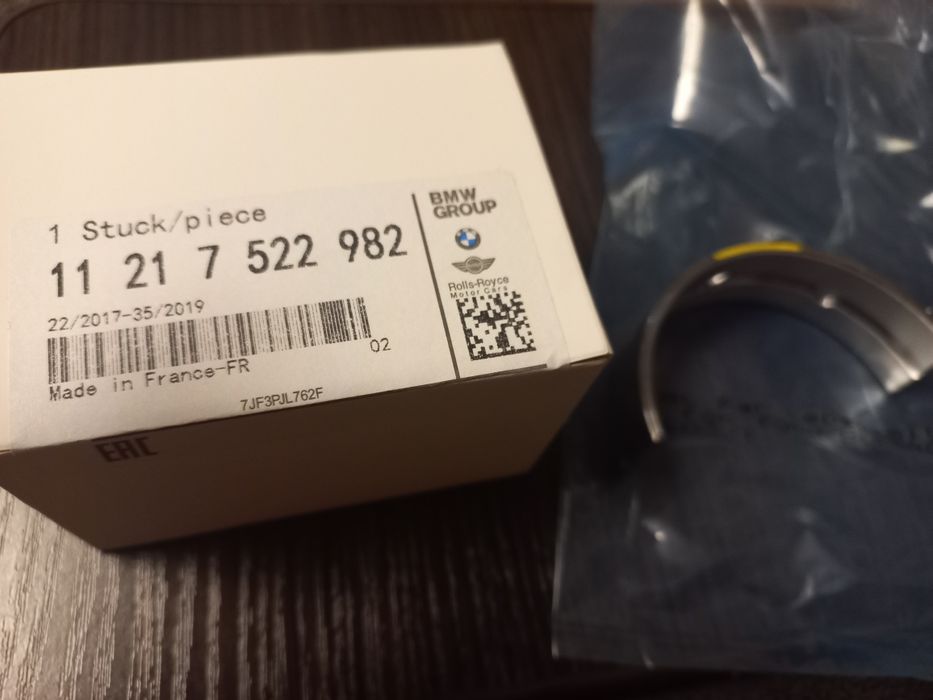 1 Stuck/piece
11 21 7 522 982
22/2017-35/2019
02
Made in France-FR
7JF3PJL762F
BMW
GROUP
Rolls-Royce
Motor Cars
EAC